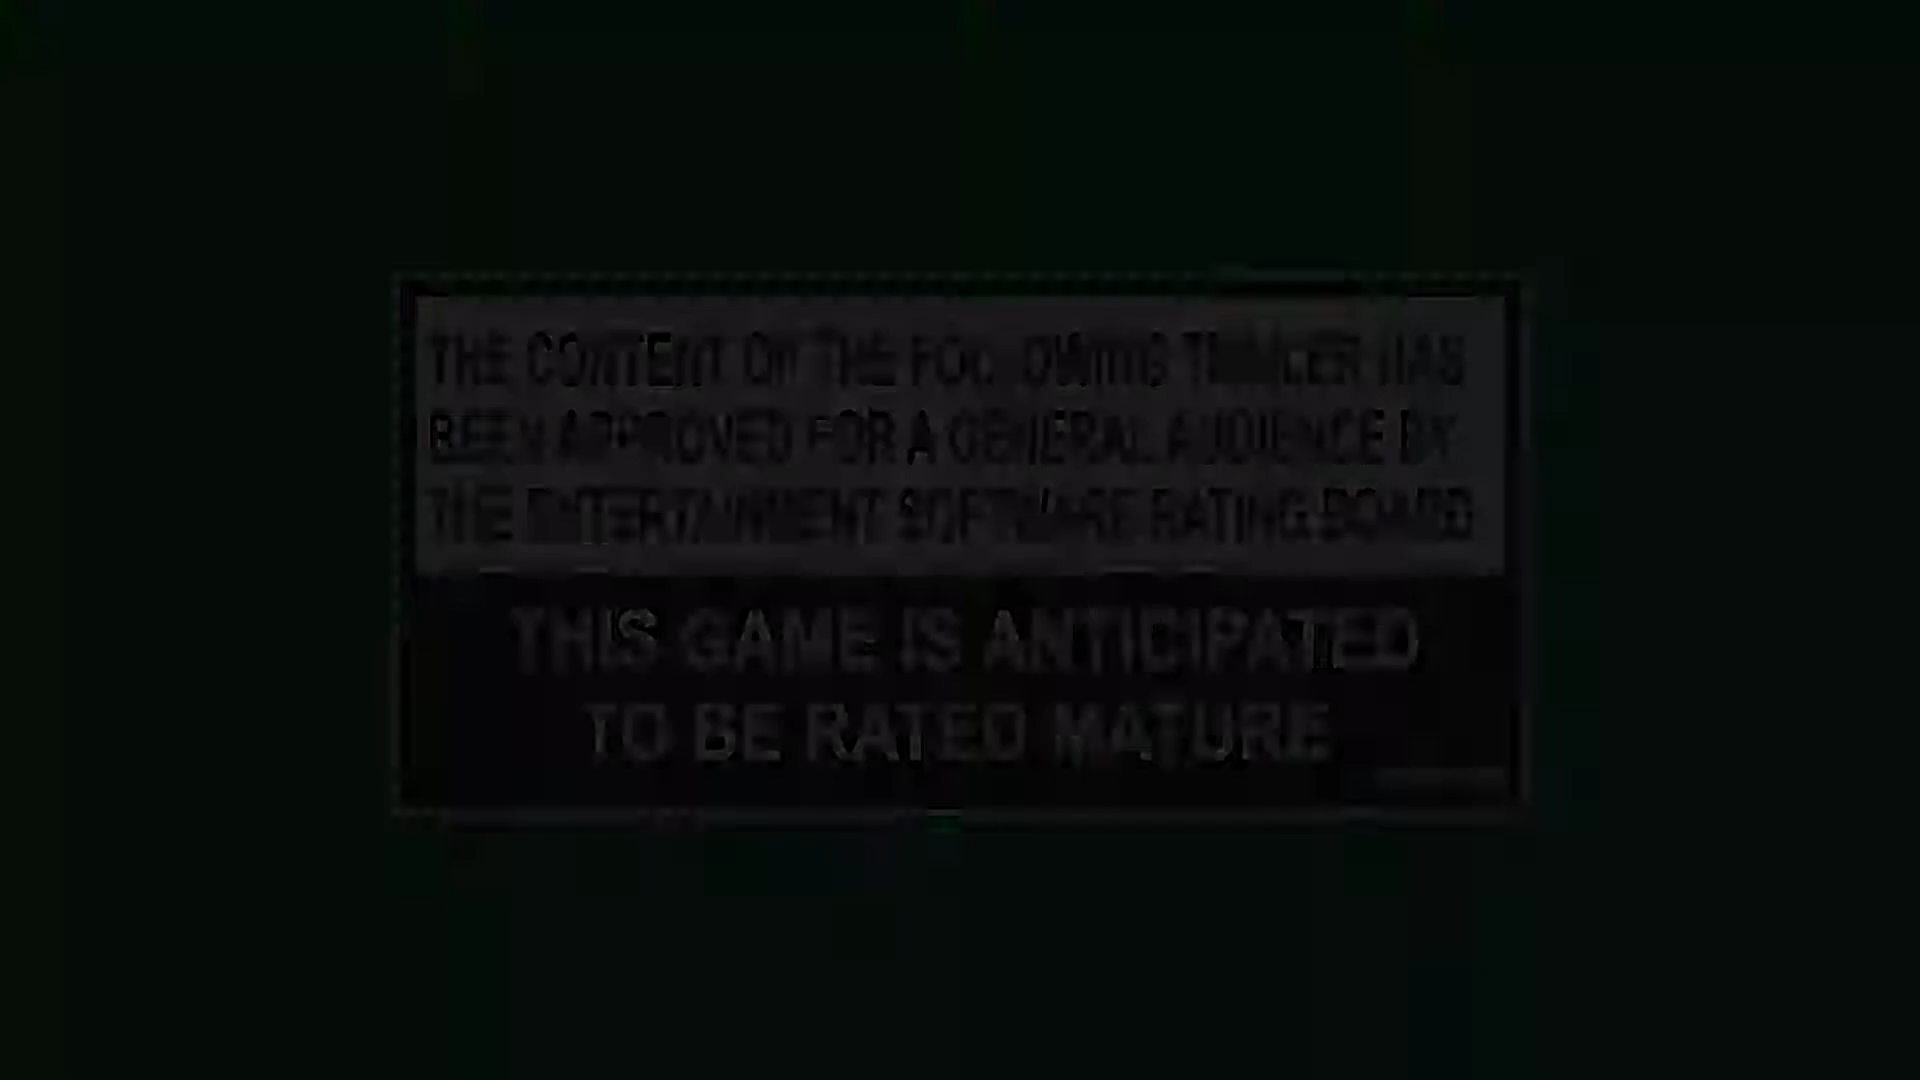 THE CONTENT OF THE FOLLOWING TRAILER HAS
BEEN APPROVED FOR A GENERAL AUDIENCE BY
THE ENTERTAINMENT SOFTWARE RATING BOARD
THIS GAME IS ANTICIPATED
TO BE RATED MATURE